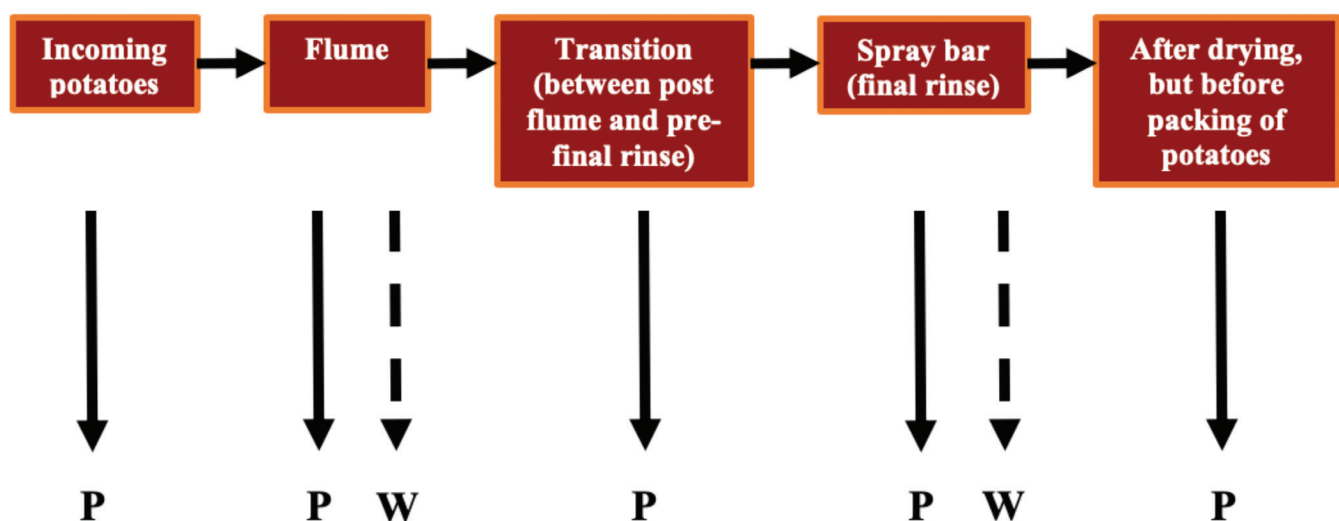 Incoming
potatoes
Flume
Transition
(between post
flume and pre-
final rinse)
Spray bar
(final rinse)
After drying,
but before
packing of
potatoes
P
P
W
P
P
W
P